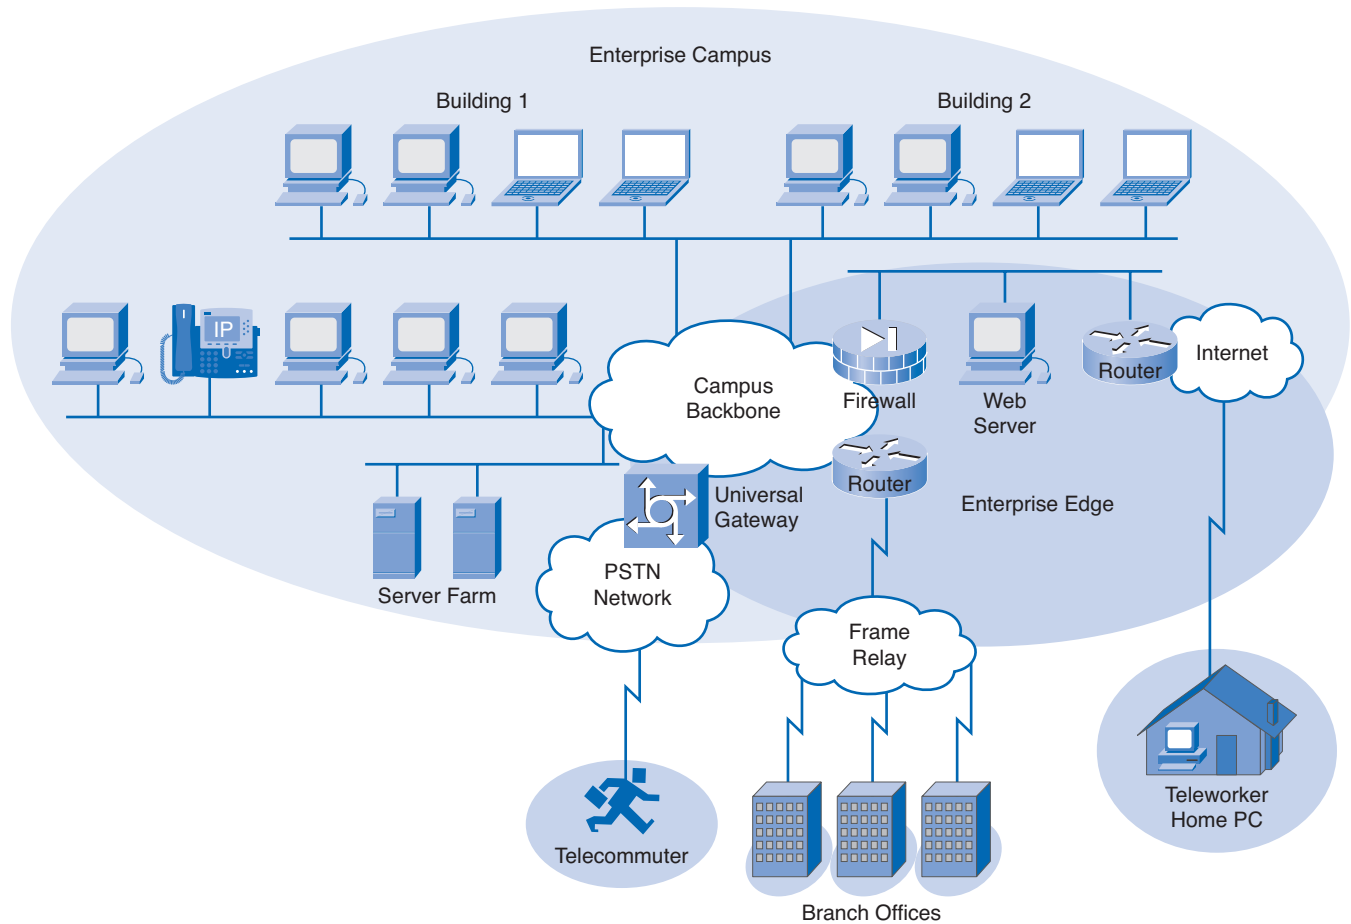 Enterprise Campus
Building 1
Building 2
IP
Campus
Backbone
Firewall
Web
Server
Router
Internet
Router
Universal
Gateway
Enterprise Edge
Server Farm
PSTN
Network
Frame
Relay
Telecommuter
Teleworker
Home PC
Branch Offices